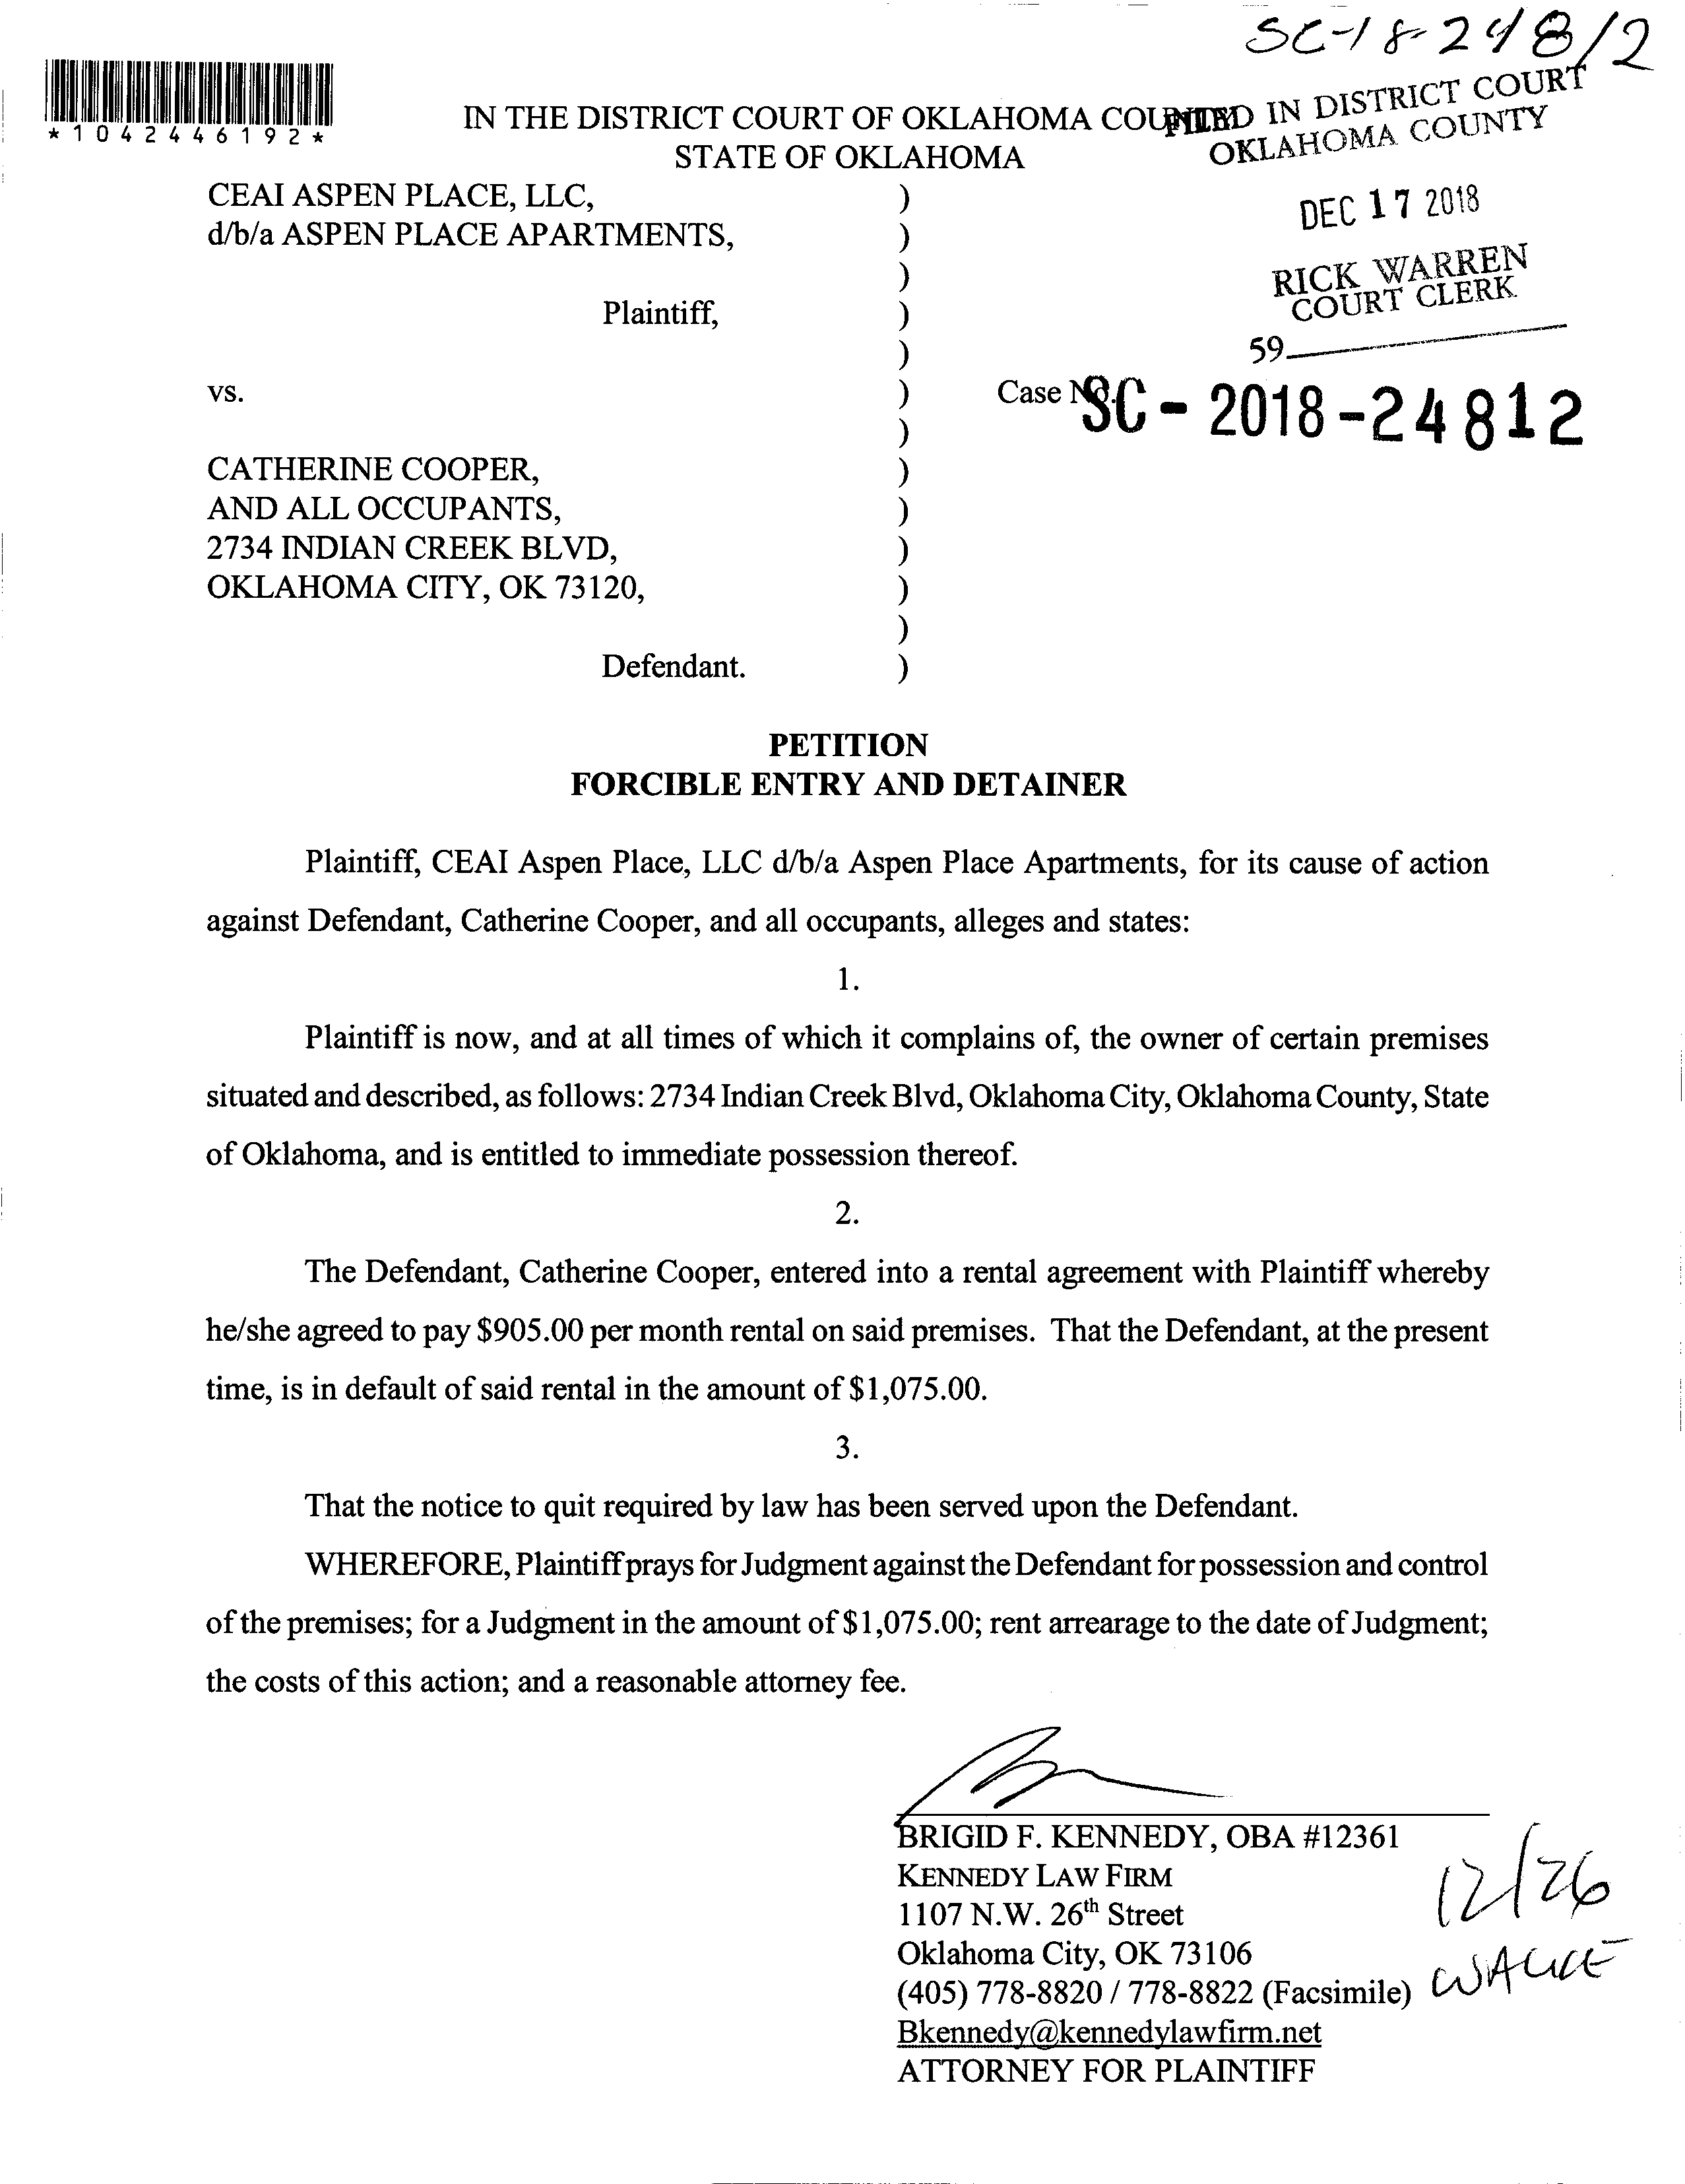 SC-18-24812
*1042446192*
IN THE DISTRICT COURT OF OKLAHOMA COUNTY
STATE OF OKLAHOMA
FILED IN DISTRICT COURT
OKLAHOMA COUNTY
DEC 17 2018
RICK WARREN
COURT CLERK
59
CEAI ASPEN PLACE, LLC, )
d/b/a ASPEN PLACE APARTMENTS, )
)
Plaintiff, )
)
vs. ) Case No. SC-2018-24812
)
CATHERINE COOPER, )
AND ALL OCCUPANTS, )
2734 INDIAN CREEK BLVD, )
OKLAHOMA CITY, OK 73120, )
)
Defendant. )
PETITION
FORCIBLE ENTRY AND DETAINER
Plaintiff, CEAI Aspen Place, LLC d/b/a Aspen Place Apartments, for its cause of action
against Defendant, Catherine Cooper, and all occupants, alleges and states:
1.
Plaintiff is now, and at all times of which it complains of, the owner of certain premises
situated and described, as follows: 2734 Indian Creek Blvd, Oklahoma City, Oklahoma County, State
of Oklahoma, and is entitled to immediate possession thereof.
2.
The Defendant, Catherine Cooper, entered into a rental agreement with Plaintiff whereby
he/she agreed to pay $905.00 per month rental on said premises. That the Defendant, at the present
time, is in default of said rental in the amount of $1,075.00.
3.
That the notice to quit required by law has been served upon the Defendant.
WHEREFORE, Plaintiff prays for Judgment against the Defendant for possession and control
of the premises; for a Judgment in the amount of $1,075.00; rent arrearage to the date of Judgment;
the costs of this action; and a reasonable attorney fee.
BRIGID F. KENNEDY, OBA #12361
KENNEDY LAW FIRM
1107 N.W. 26th Street
Oklahoma City, OK 73106
(405) 778-8820 / 778-8822 (Facsimile)
Bkennedy@kennedylawfirm.net
ATTORNEY FOR PLAINTIFF
12/26